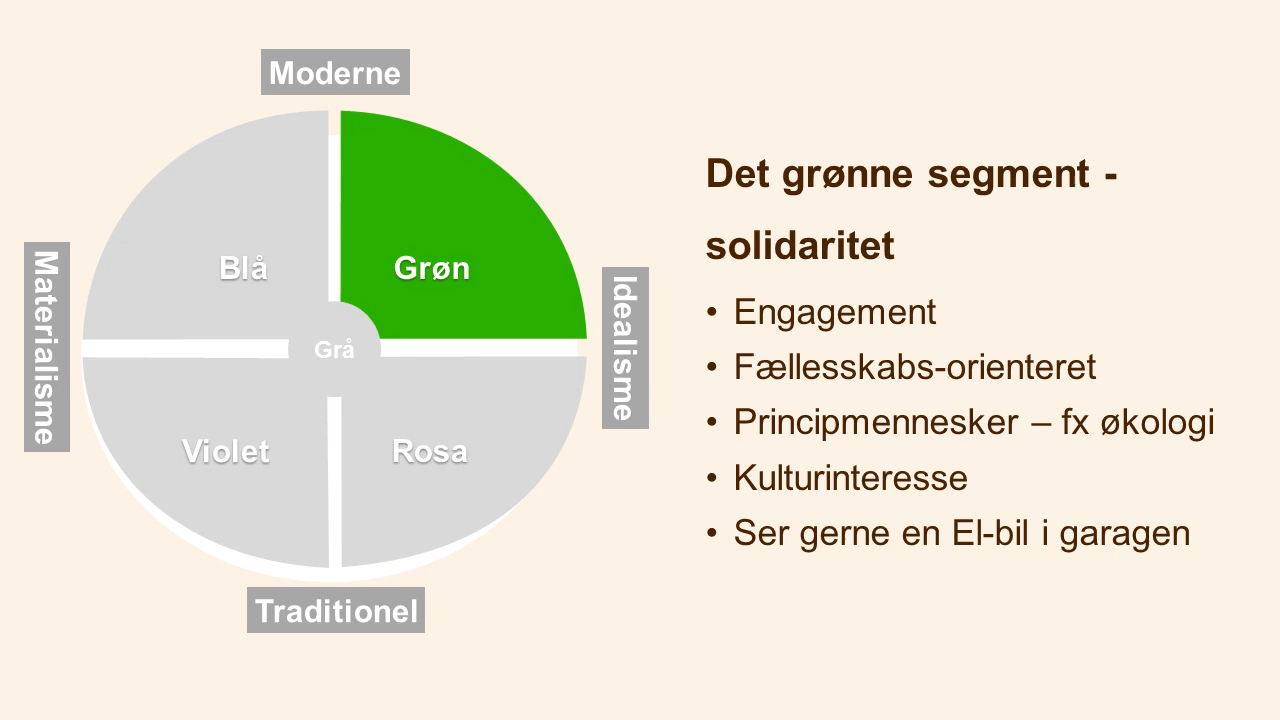 Moderne
Blå
Grøn
Materialisme
Idealisme
Grå
Violet
Rosa
Traditionel
Det grønne segment -
solidaritet
• Engagement
• Fællesskabs-orienteret
• Principmennesker – fx økologi
• Kulturinteresse
• Ser gerne en El-bil i garagen